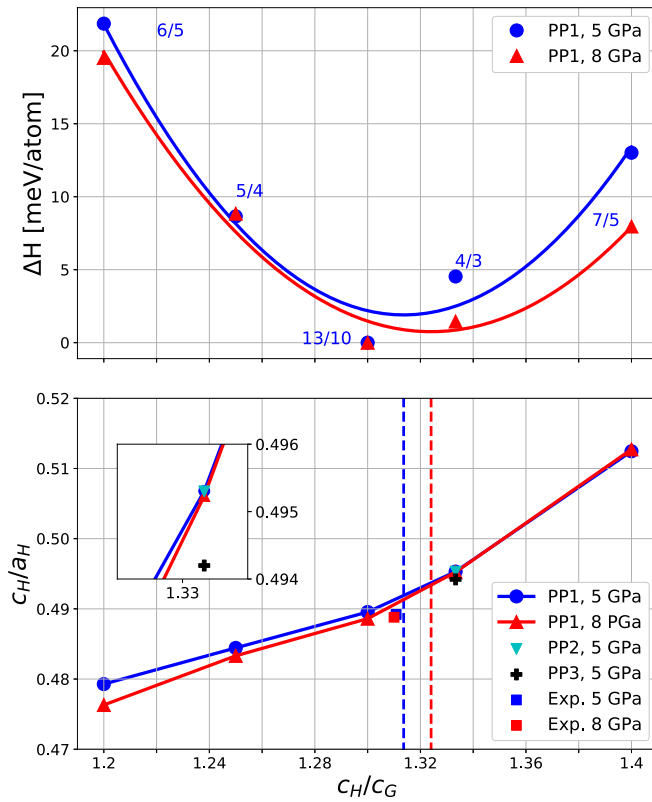 20
15
10
5
0
ΔH [meV/atom]
6/5
5/4
13/10
4/3
7/5
PP1, 5 GPa
PP1, 8 GPa
0.52
0.51
0.50
0.49
0.48
0.47
c_H/a_H
0.496
0.495
0.494
1.33
PP1, 5 GPa
PP1, 8 PGa
PP2, 5 GPa
PP3, 5 GPa
Exp. 5 GPa
Exp. 8 GPa
1.2 1.24 1.28 1.32 1.36 1.4
c_H/c_G